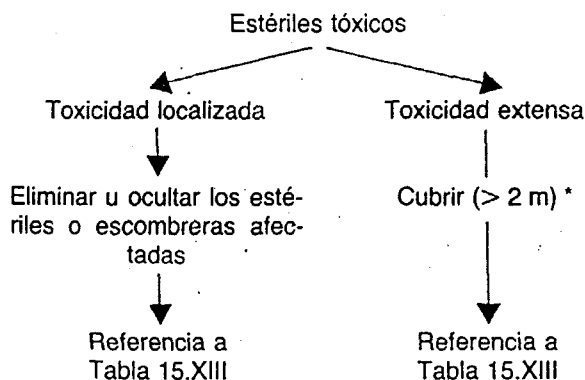 Estériles tóxicos
Toxicidad localizada
Toxicidad extensa
Eliminar u ocultar los esté-
riles o escombreras afec-
tadas
Cubrir (> 2 m) *
Referencia a
Tabla 15.XIII
Referencia a
Tabla 15.XIII